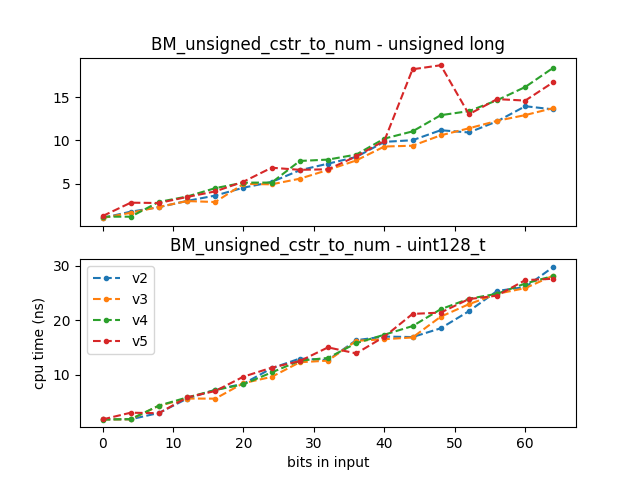 BM_unsigned_cstr_to_num - unsigned long
15
10
5
BM_unsigned_cstr_to_num - uint128_t
30
20
10
cpu time (ns)
v2
v3
v4
v5
0 10 20 30 40 50 60
bits in input